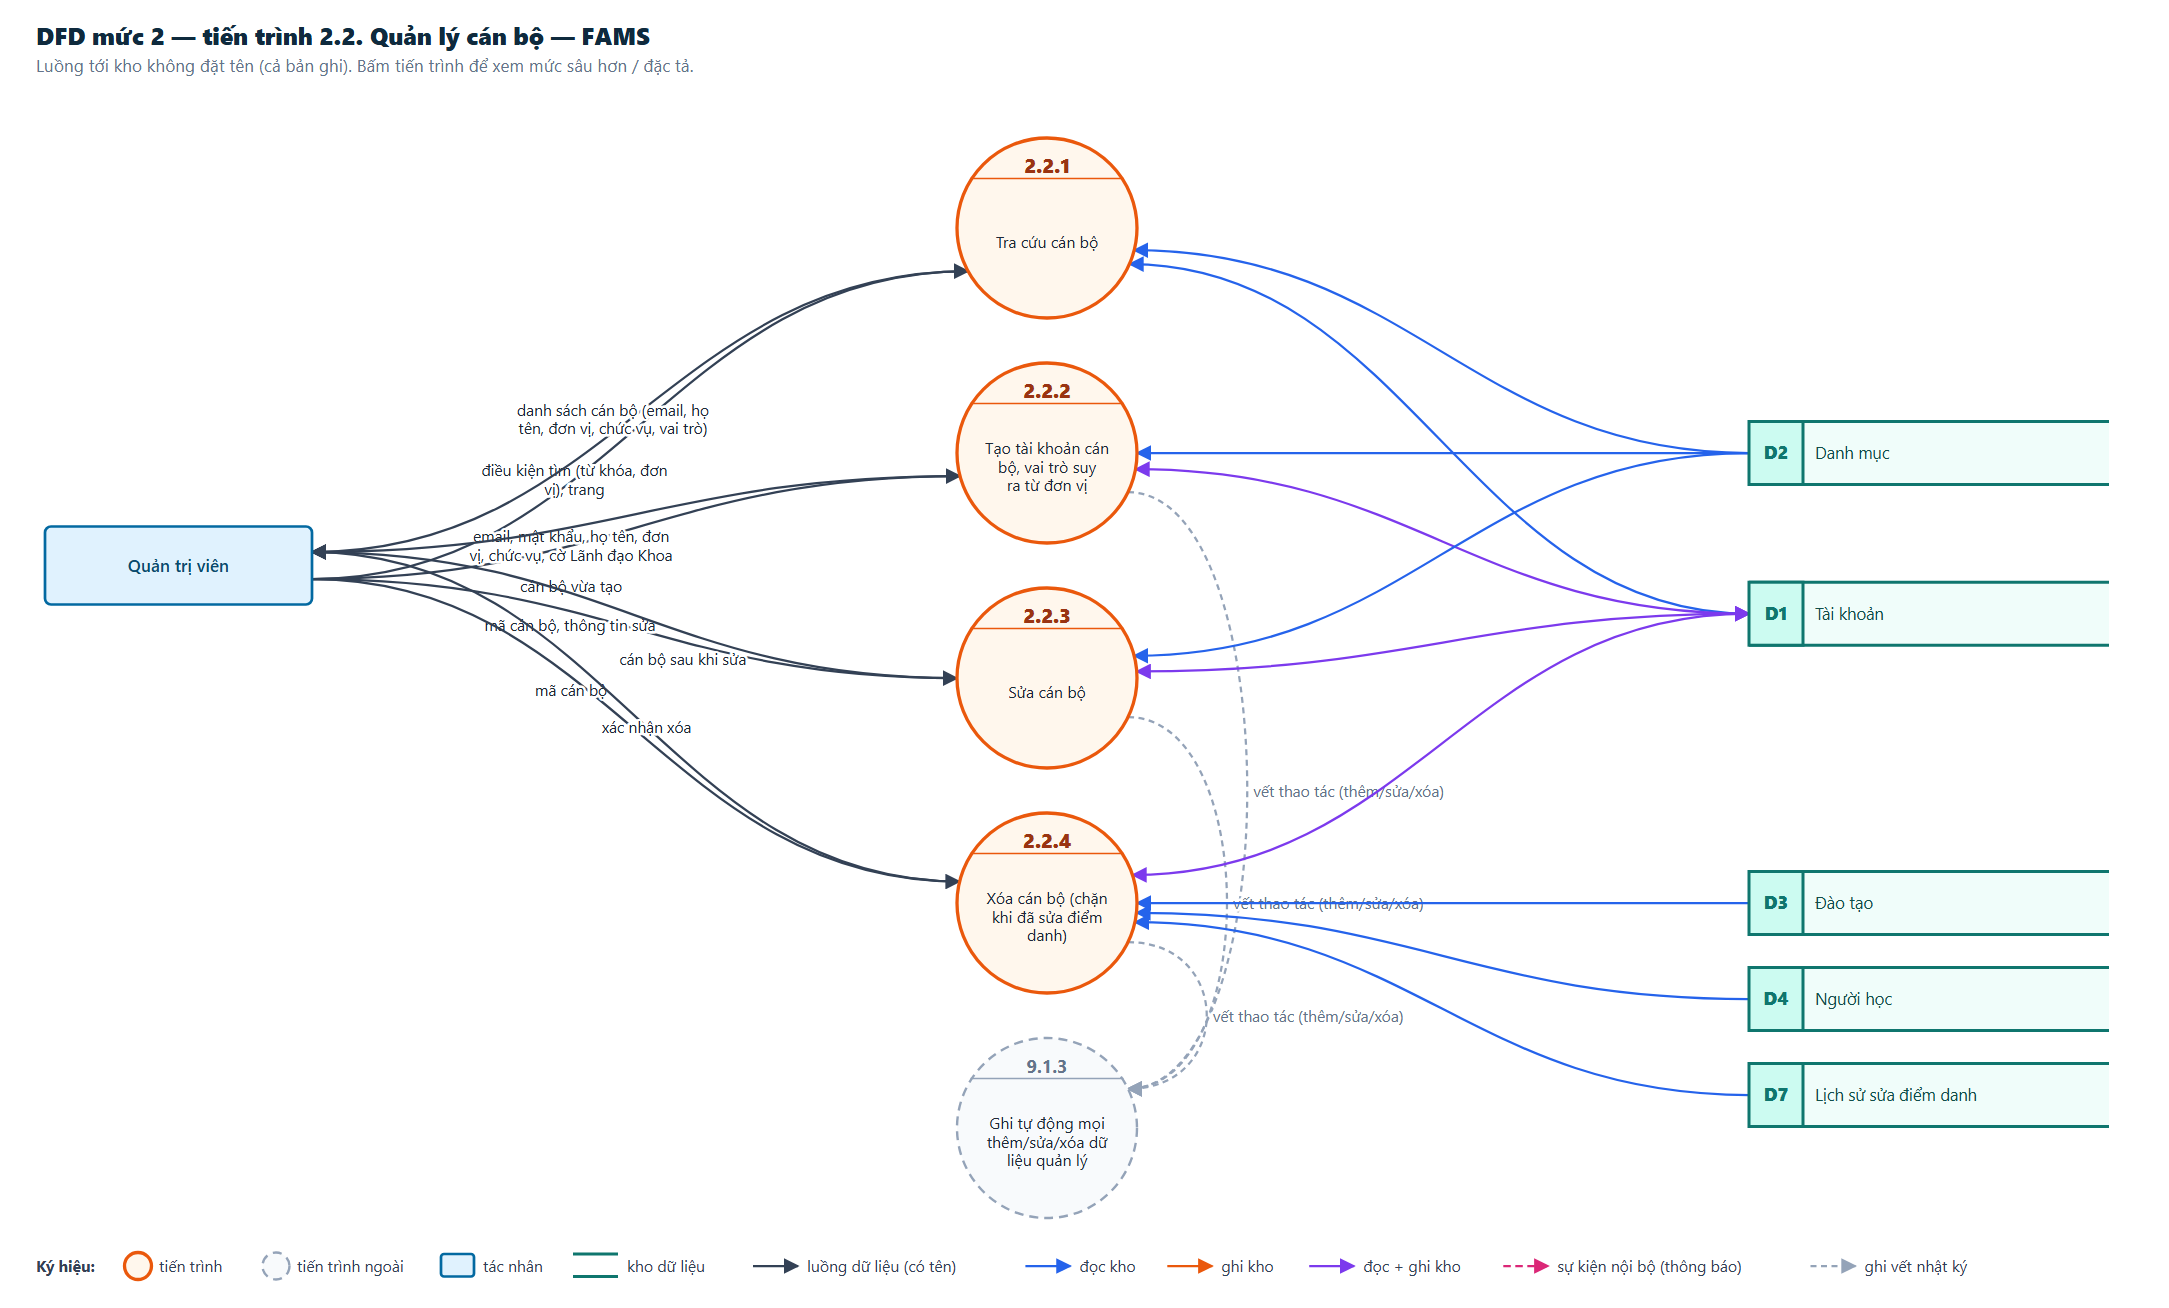 DFD mức 2 — tiến trình 2.2. Quản lý cán bộ — FAMS
Luồng tới kho không đặt tên (cả bản ghi). Bấm tiến trình để xem mức sâu hơn / đặc tả.
2.2.1
Tra cứu cán bộ
danh sách cán bộ (email, họ
tên, đơn vị, chức vụ, vai trò)
điều kiện tìm (từ khóa, đơn
vị), trang
2.2.2
Tạo tài khoản cán
bộ, vai trò suy
ra từ đơn vị
email, mật khẩu, họ tên, đơn
vị, chức vụ, cờ Lãnh đạo Khoa
cán bộ vừa tạo
Quản trị viên
mã cán bộ, thông tin sửa
cán bộ sau khi sửa
mã cán bộ
xác nhận xóa
2.2.3
Sửa cán bộ
2.2.4
Xóa cán bộ (chặn
khi đã sửa điểm
danh)
vết thao tác (thêm/sửa/xóa)
vết thao tác (thêm/sửa/xóa)
vết thao tác (thêm/sửa/xóa)
9.1.3
Ghi tự động mọi
thêm/sửa/xóa dữ
liệu quản lý
D2 Danh mục
D1 Tài khoản
D3 Đào tạo
D4 Người học
D7 Lịch sử sửa điểm danh
Ký hiệu: tiến trình tiến trình ngoài tác nhân kho dữ liệu luồng dữ liệu (có tên) đọc kho ghi kho đọc + ghi kho sự kiện nội bộ (thông báo) ghi vết nhật ký